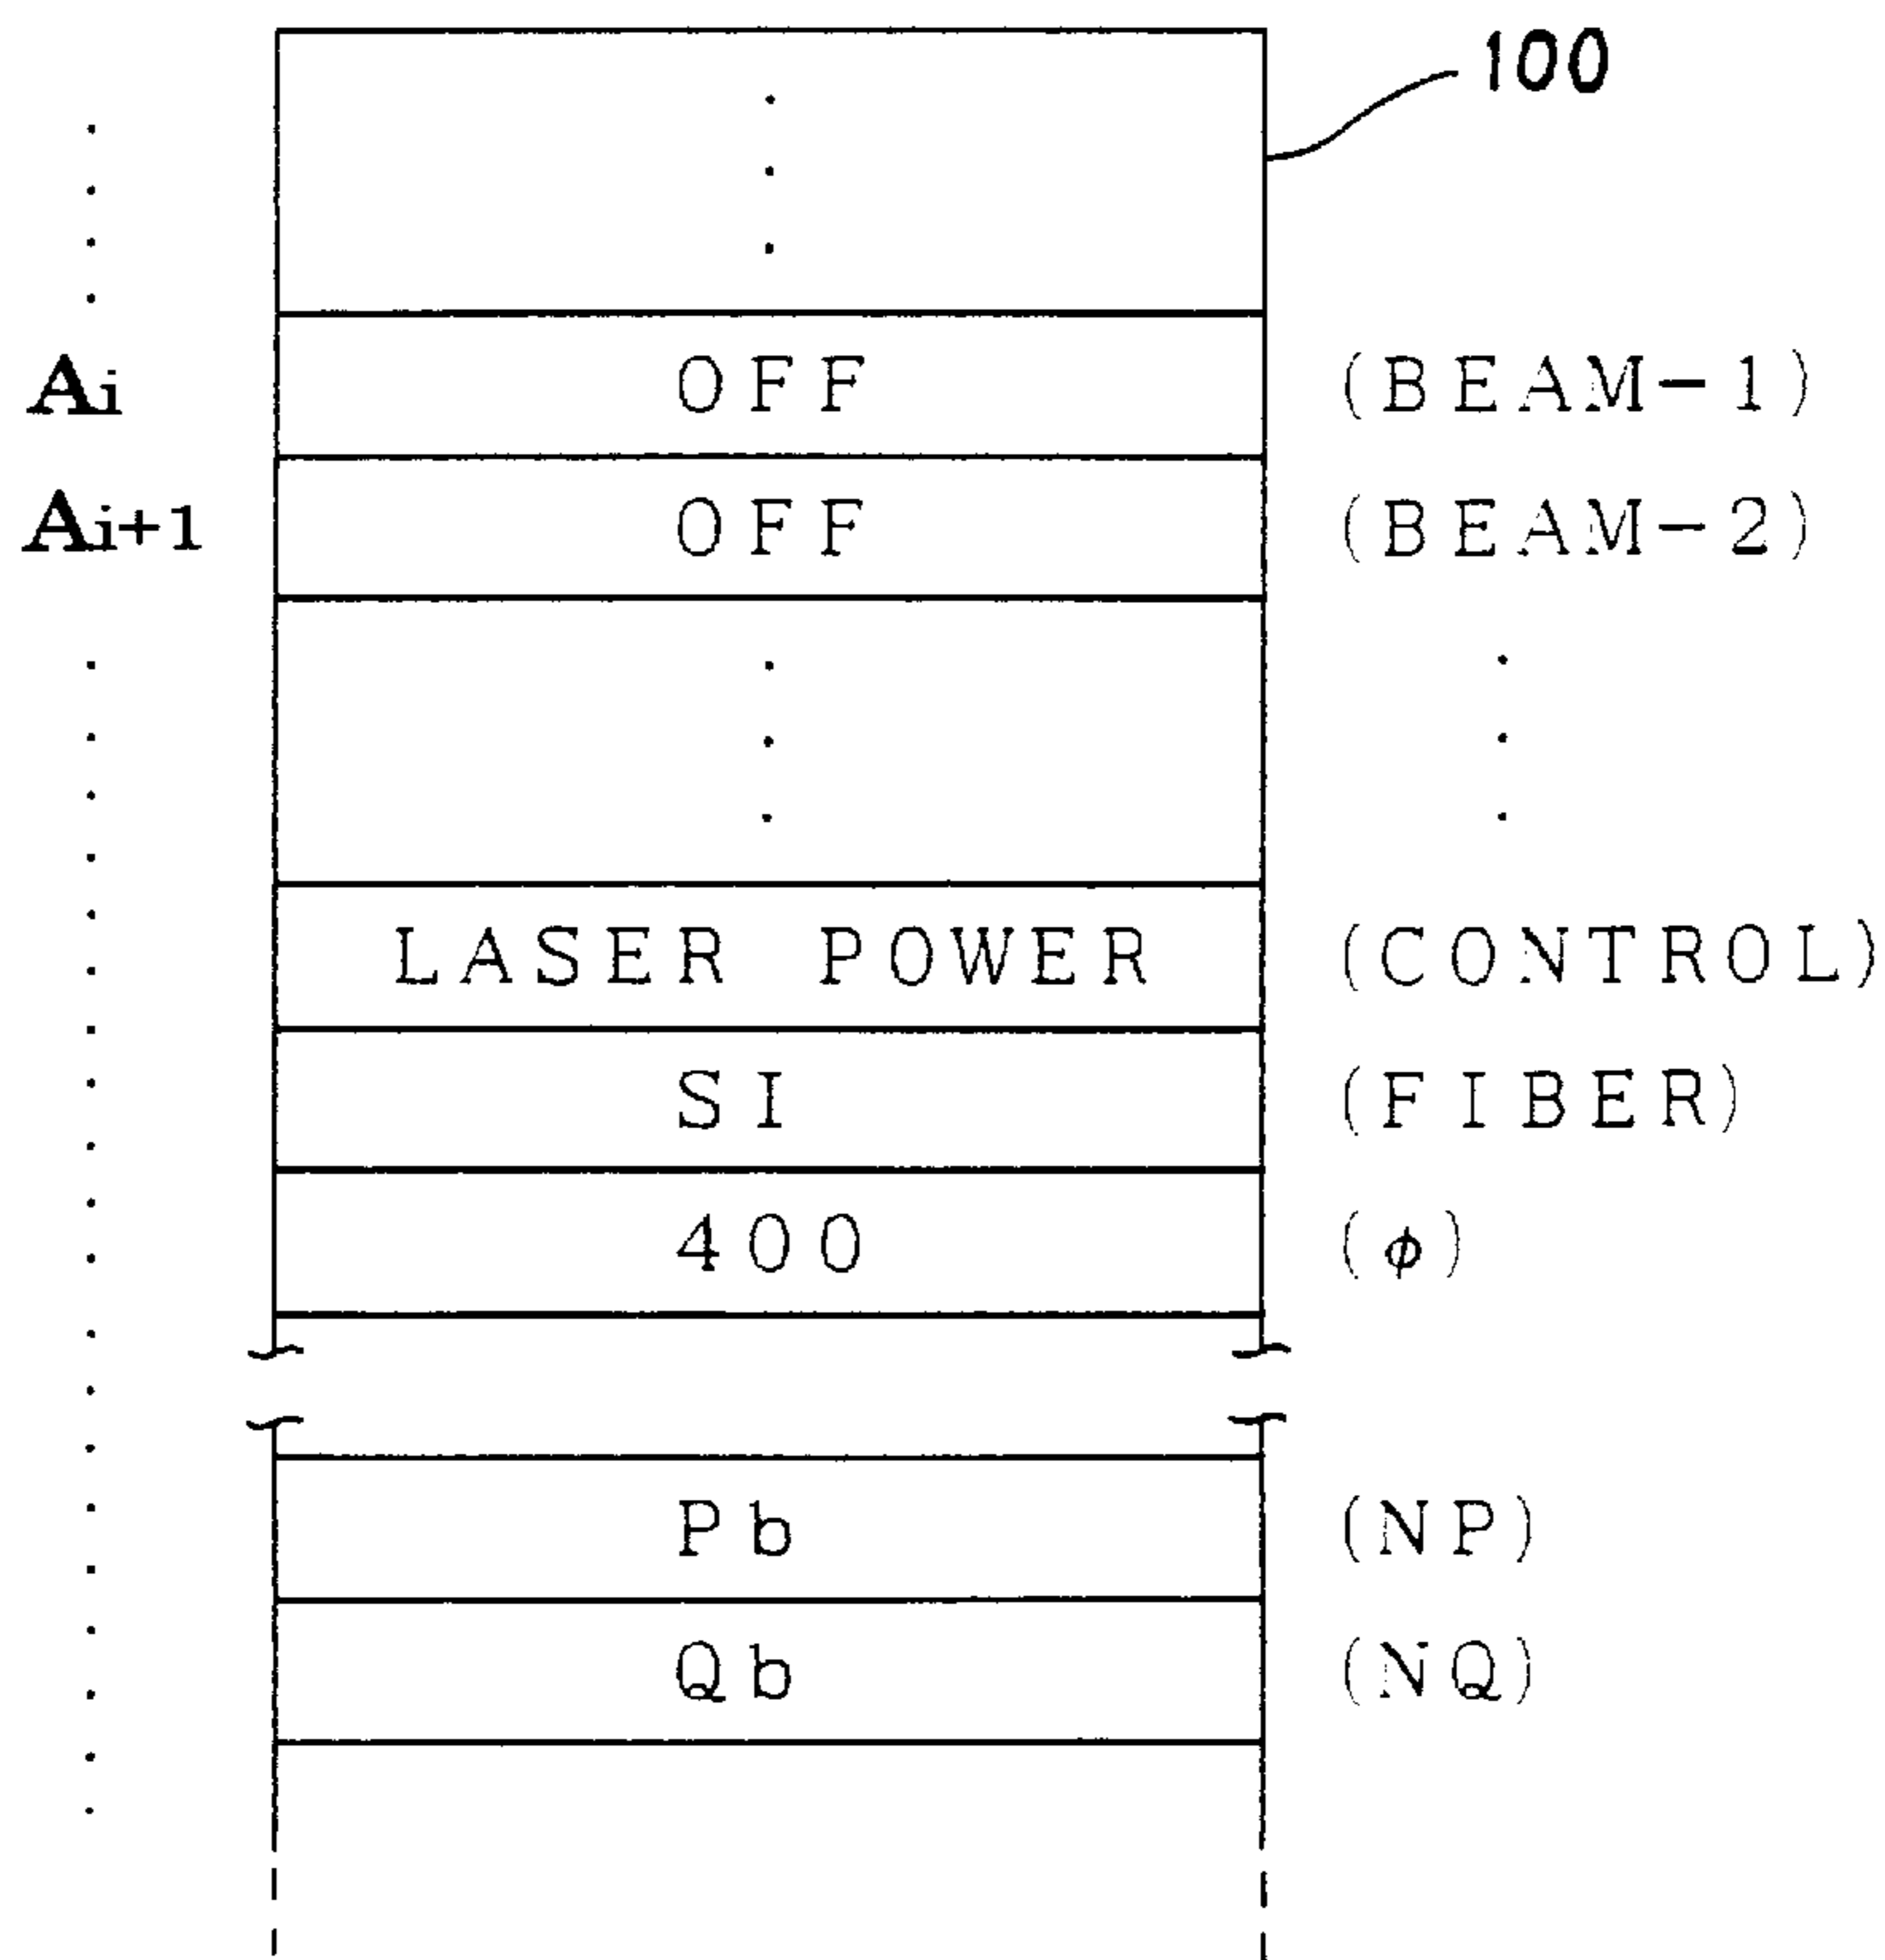 100
Ai OFF (BEAM-1)
Ai+1 OFF (BEAM-2)
LASER POWER (CONTROL)
SI (FIBER)
400 (ϕ)
Pb (NP)
Qb (NQ)